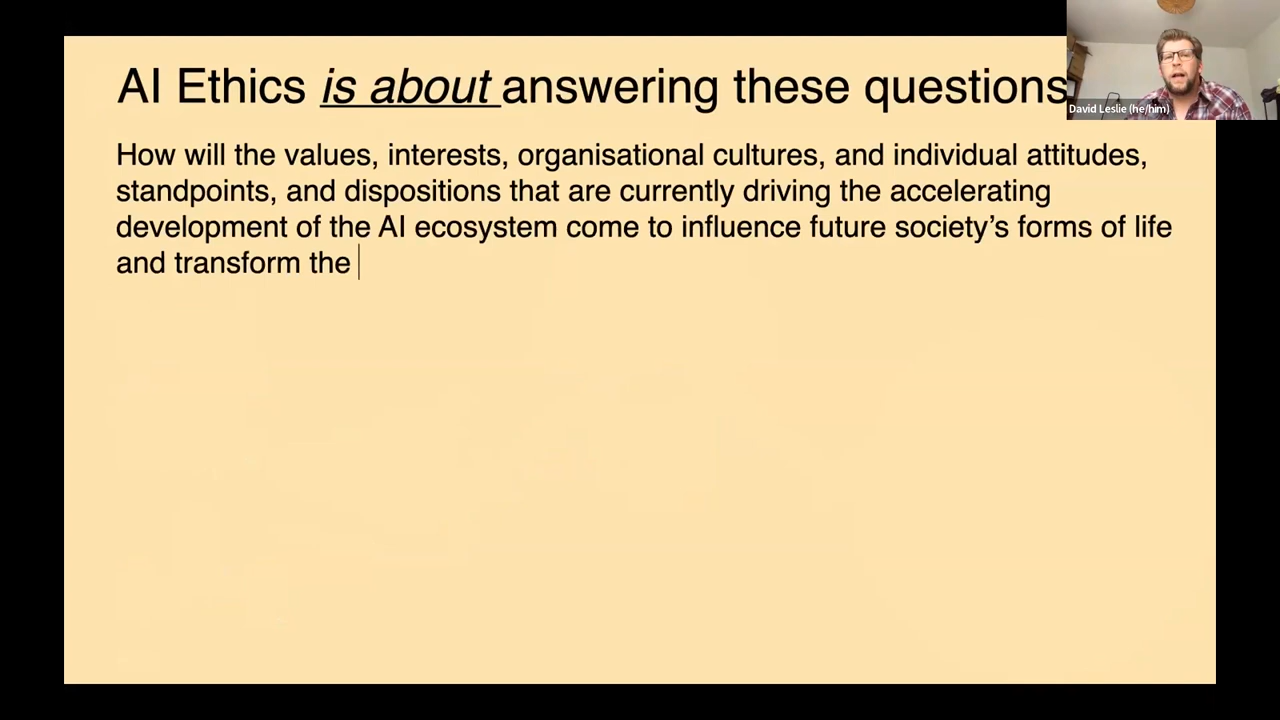 AI Ethics is about answering these questions
David Leslie (he/him)
How will the values, interests, organisational cultures, and individual attitudes,
standpoints, and dispositions that are currently driving the accelerating
development of the AI ecosystem come to influence future society’s forms of life
and transform the